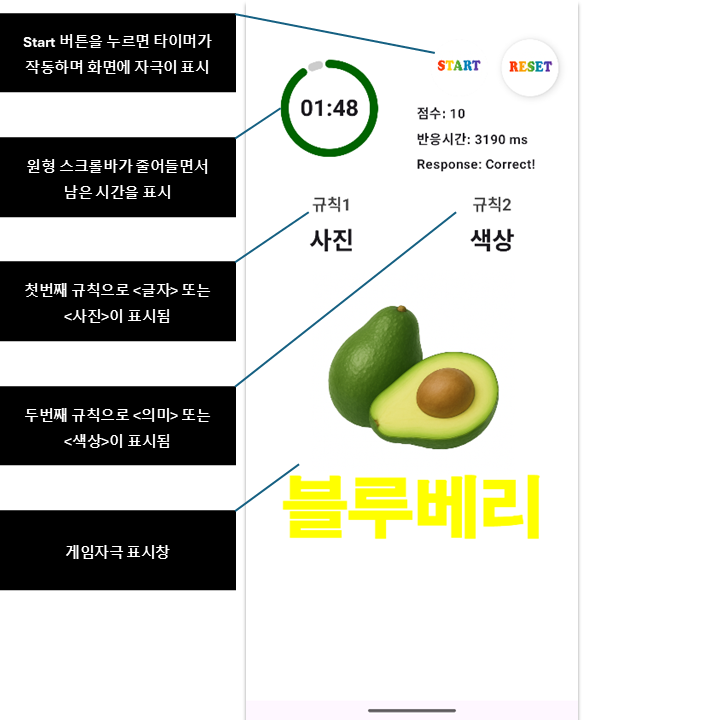 Start 버튼을 누르면 타이머가
작동하며 화면에 자극이 표시
원형 스크롤바가 줄어들면서
남은 시간을 표시
첫번째 규칙으로 <글자> 또는
<사진>이 표시됨
두번째 규칙으로 <의미> 또는
<색상>이 표시됨
게임자극 표시창
START
RESET
01:48
점수: 10
반응시간: 3190 ms
Response: Correct!
규칙1
규칙2
사진
색상
블루베리